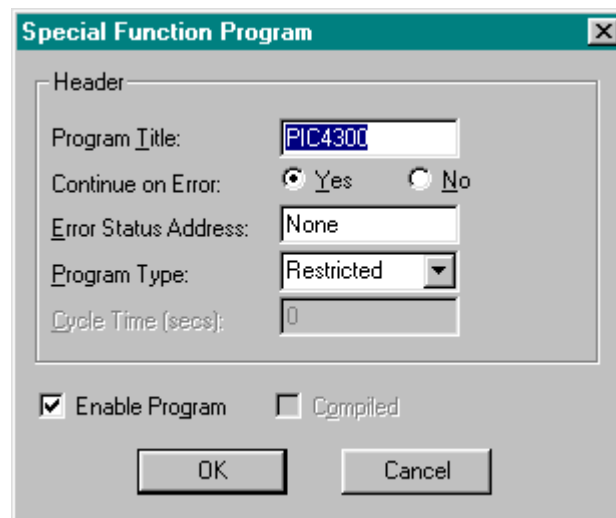 Special Function Program
Header
Program Title: PIC4300
Continue on Error: Yes No
Error Status Address: None
Program Type: Restricted
Cycle Time (secs): 0
Enable Program Compiled
OK Cancel